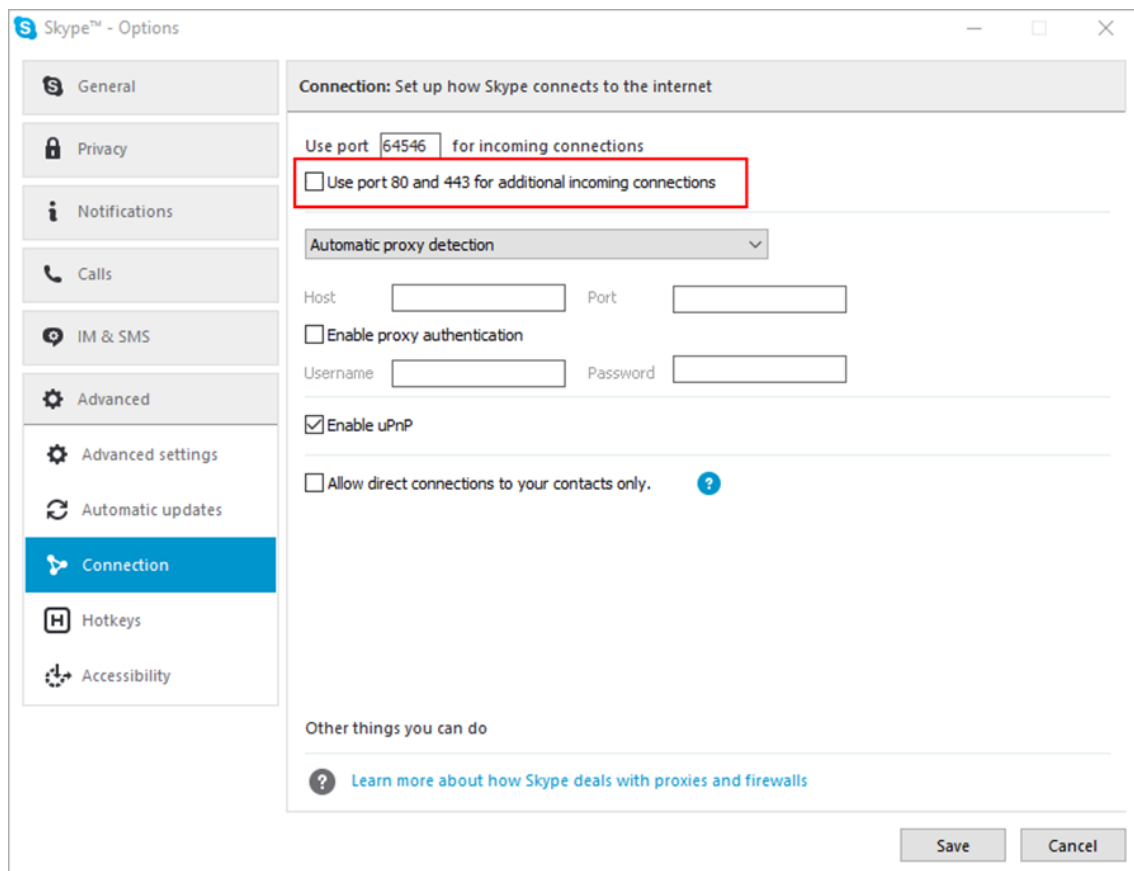 Skype™ - Options
General
Privacy
Notifications
Calls
IM & SMS
Advanced
Advanced settings
Automatic updates
Connection
Hotkeys
Accessibility
Connection: Set up how Skype connects to the internet
Use port 64546 for incoming connections
Use port 80 and 443 for additional incoming connections
Automatic proxy detection
Host Port
Enable proxy authentication
Username Password
Enable uPnP
Allow direct connections to your contacts only. ?
Other things you can do
? Learn more about how Skype deals with proxies and firewalls
Save Cancel